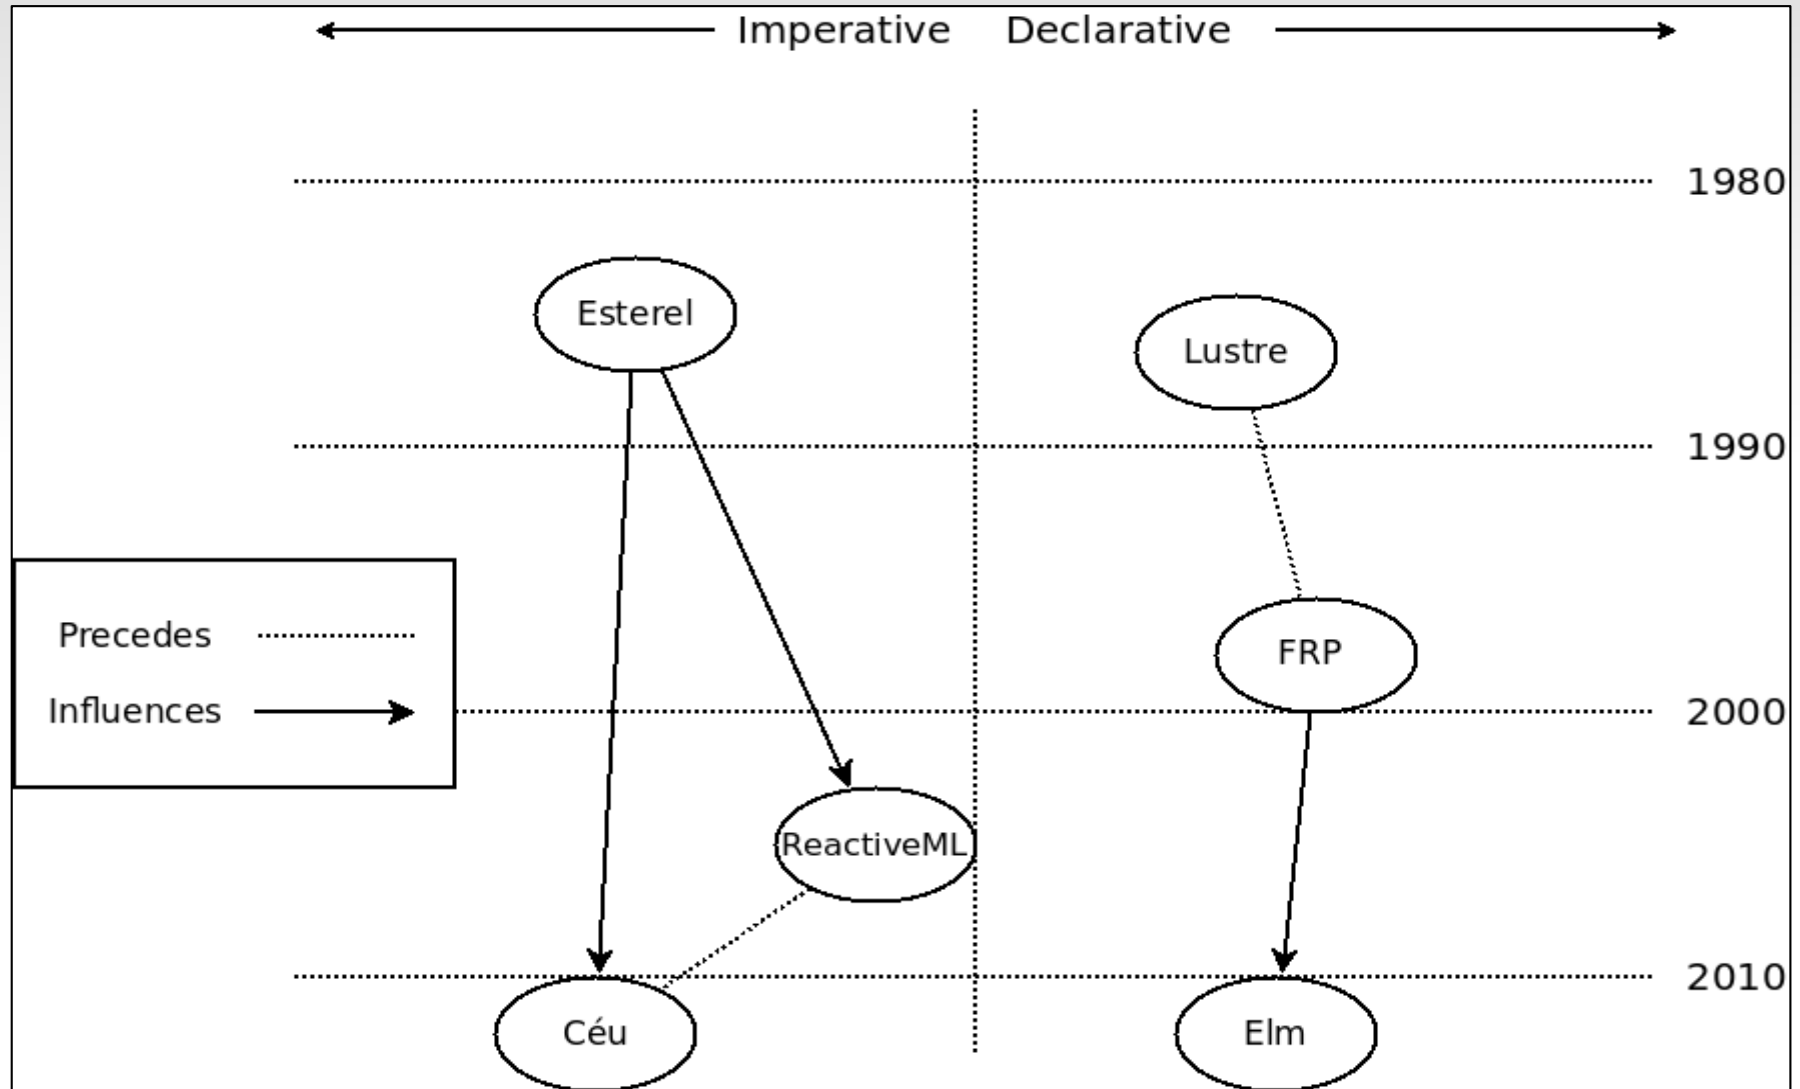 Imperative Declarative
1980
Esterel
Lustre
1990
Precedes
FRP
Influences
2000
ReactiveML
2010
Céu
Elm